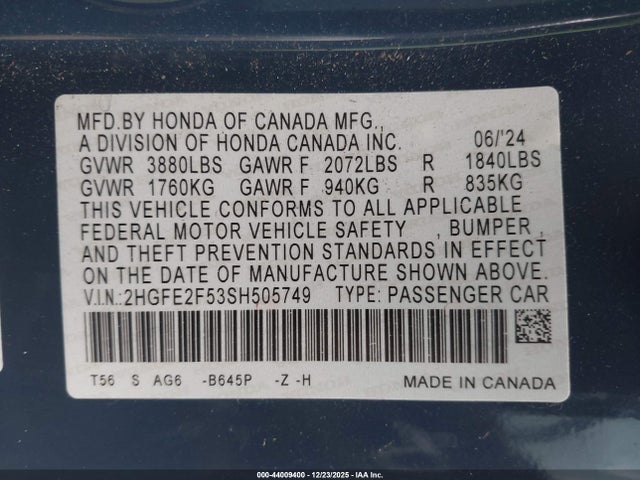 MFD.BY HONDA OF CANADA MFG.,
A DIVISION OF HONDA CANADA INC. 06/'24
GVWR 3880LBS GAWR F 2072LBS R 1840LBS
GVWR 1760KG GAWR F 940KG R 835KG
THIS VEHICLE CONFORMS TO ALL APPLICABLE
FEDERAL MOTOR VEHICLE SAFETY , BUMPER ,
AND THEFT PREVENTION STANDARDS IN EFFECT
ON THE DATE OF MANUFACTURE SHOWN ABOVE.
V.I.N.: 2HGFE2F53SH505749 TYPE: PASSENGER CAR
T56 S AG6 -B645P -Z -H MADE IN CANADA
000-44009400 - 12/23/2025 - IAA Inc.